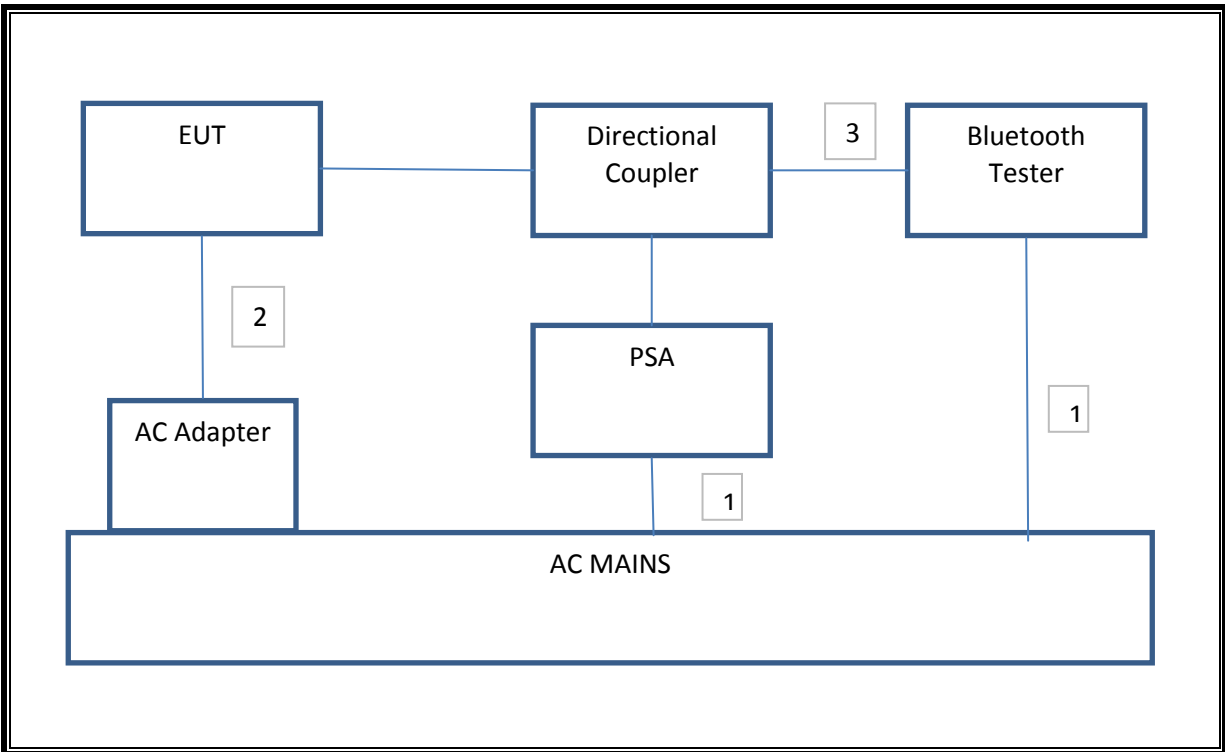 EUT
Directional
Coupler
3
Bluetooth
Tester
2
PSA
AC Adapter
1
1
AC MAINS